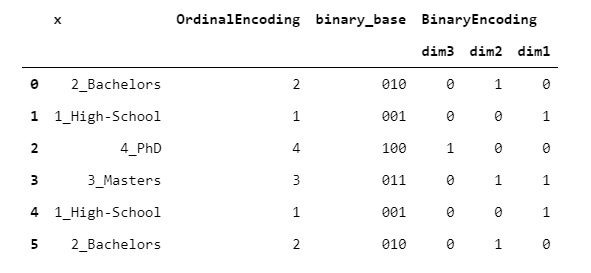 x OrdinalEncoding binary_base BinaryEncoding
dim3 dim2 dim1
0 2_Bachelors 2 010 0 1 0
1 1_High-School 1 001 0 0 1
2 4_PhD 4 100 1 0 0
3 3_Masters 3 011 0 1 1
4 1_High-School 1 001 0 0 1
5 2_Bachelors 2 010 0 1 0